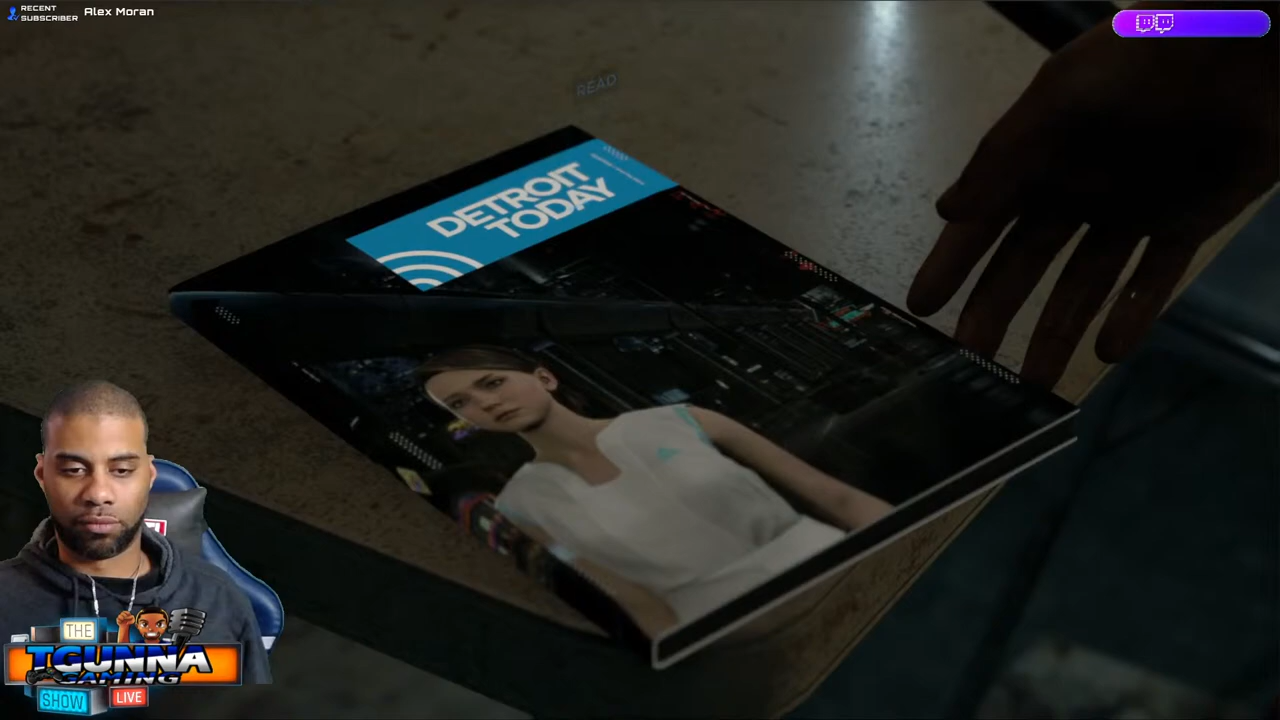 RECENT
SUBSCRIBER
Alex Moran
READ
DETROIT
TODAY
THE
TGUNNA
GAMING
SHOW
LIVE